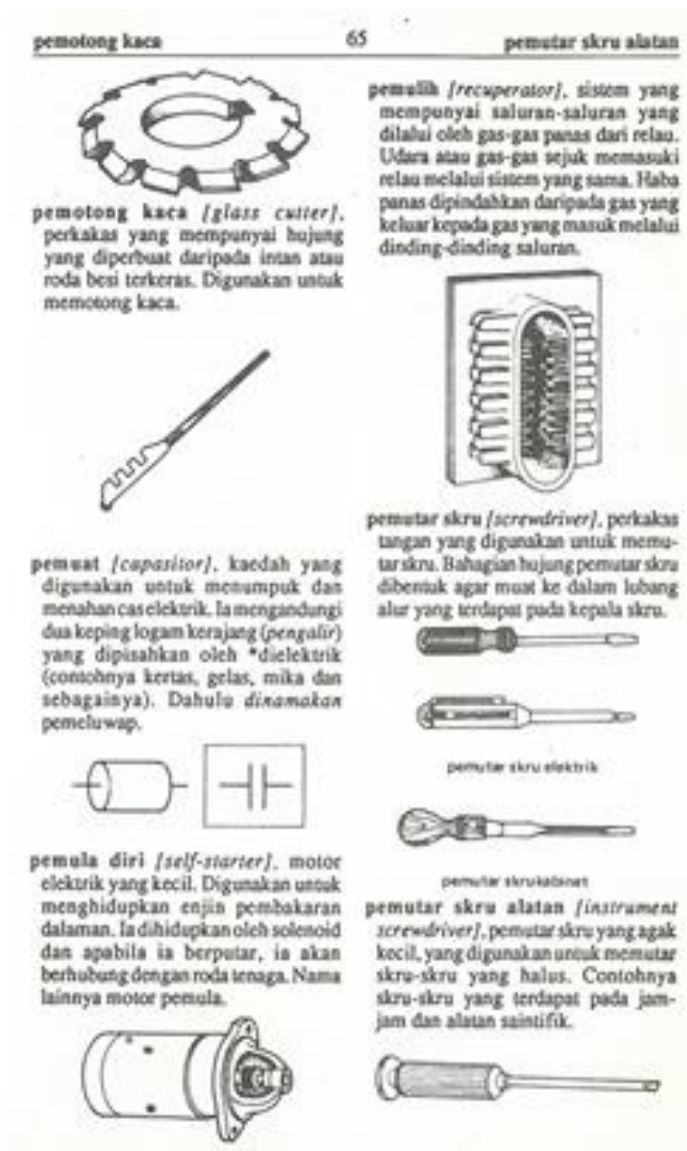 pemotong kaca 65 pemutar skru alatan
pemotong kaca [glass cutter],
perkakas yang mempunyai hujung
yang diperbuat daripada intan atau
roda besi terkeras. Digunakan untuk
memotong kaca.
pemuat [capasitor], kaedah yang
digunakan untuk menumpuk dan
menahan cas elektrik. Ia mengandungi
dua keping logam kerajang (pengalir)
yang dipisahkan oleh *dielektrik
(contohnya kertas, gelas, mika dan
sebagainya). Dahulu dinamakan
pemeluwap.
pemula diri [self-starter], motor
elektrik yang kecil. Digunakan untuk
menghidupkan enjin pembakaran
dalaman. Ia dihidupkan oleh solenoid
dan apabila ia berputar, ia akan
berhubung dengan roda tenaga. Nama
lainnya motor pemula.
pemulih [recuperator], sistem yang
mempunyai saluran-saluran yang
dilalui oleh gas-gas panas dari relau.
Udara atau gas-gas sejuk memasuki
relau melalui sistem yang sama. Haba
panas dipindahkan daripada gas yang
keluar kepada gas yang masuk melalui
dinding-dinding saluran.
pemutar skru [screwdriver], perkakas
tangan yang digunakan untuk memu-
tar skru. Bahagian hujung pemutar skru
dibentuk agar muat ke dalam lubang
alur yang terdapat pada kepala skru.
pemutar skru elektrik
pemutar skru kabinat
pemutar skru alatan [instrument
screwdriver], pemutar skru yang agak
kecil, yang digunakan untuk memutar
skru-skru yang halus. Contohnya
skru-skru yang terdapat pada jam-
jam dan alatan saintifik.